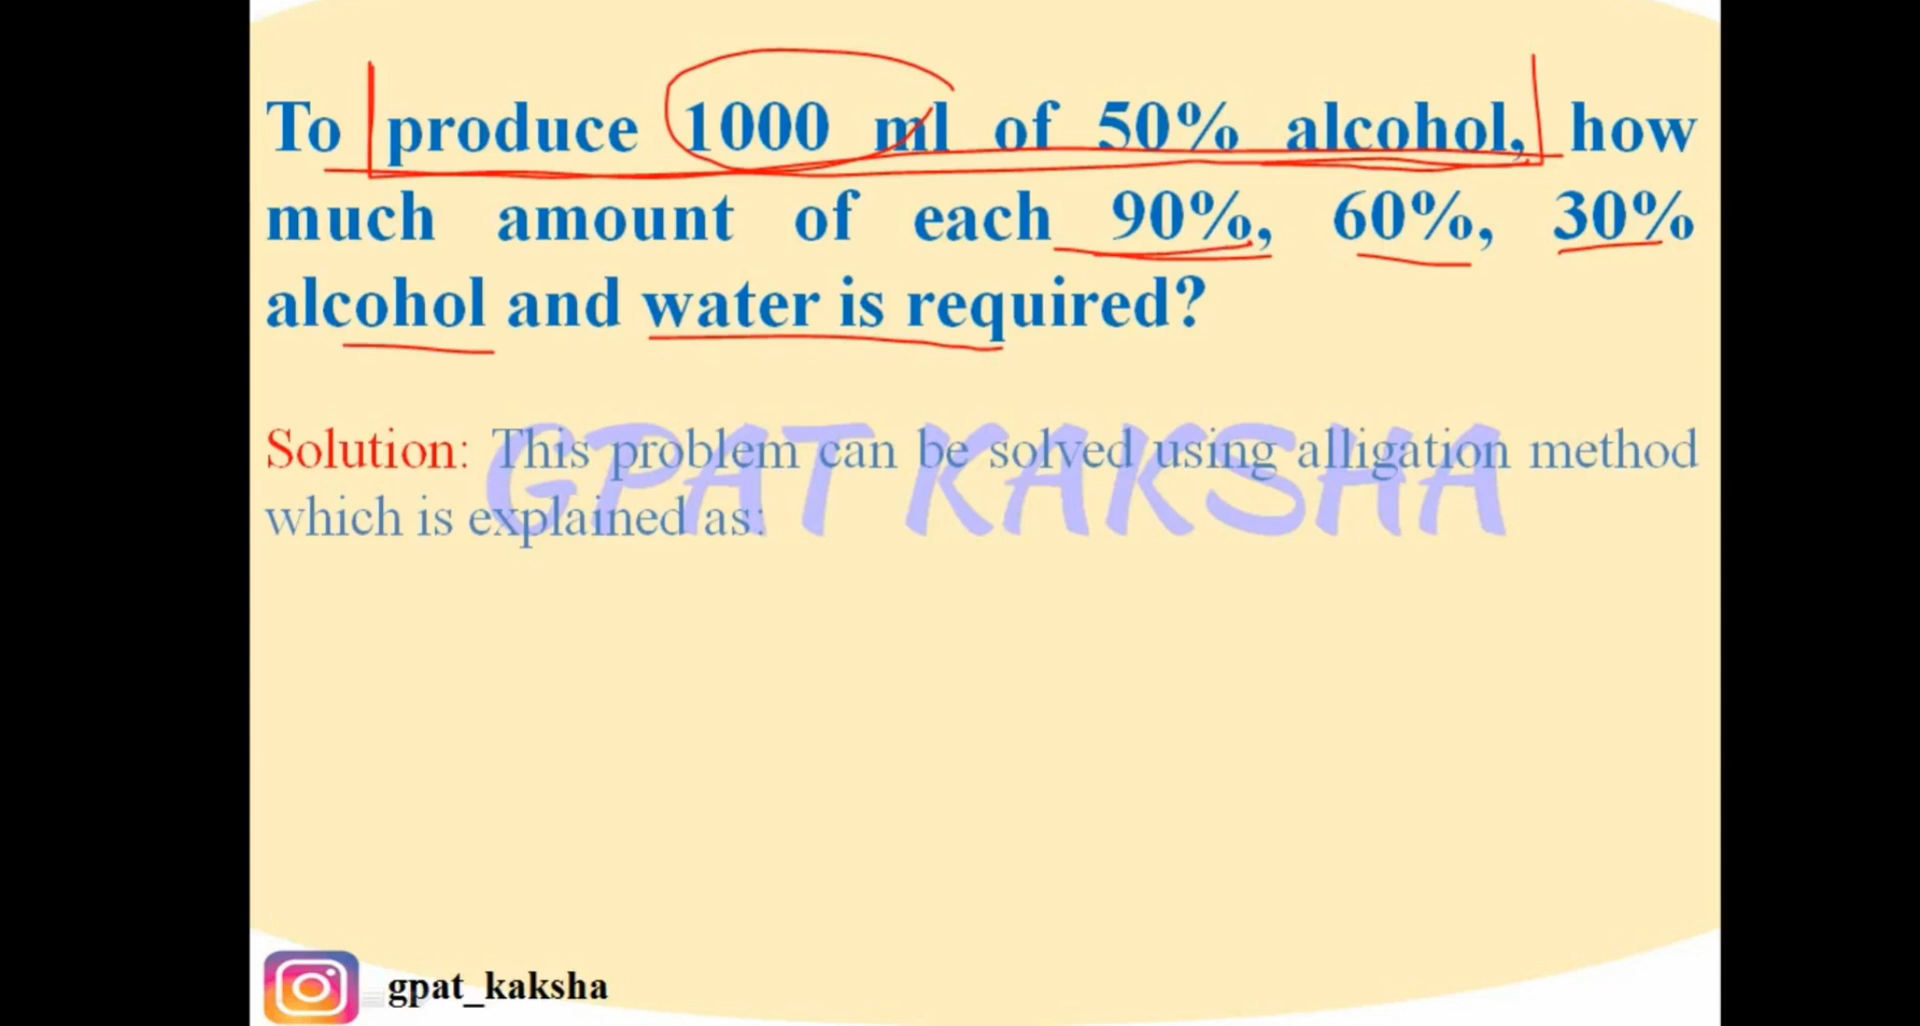 To produce 1000 ml of 50% alcohol, how
much amount of each 90%, 60%, 30%
alcohol and water is required?
GPAT KAKSHA
Solution: This problem can be solved using alligation method
which is explained as:
gpat_kaksha